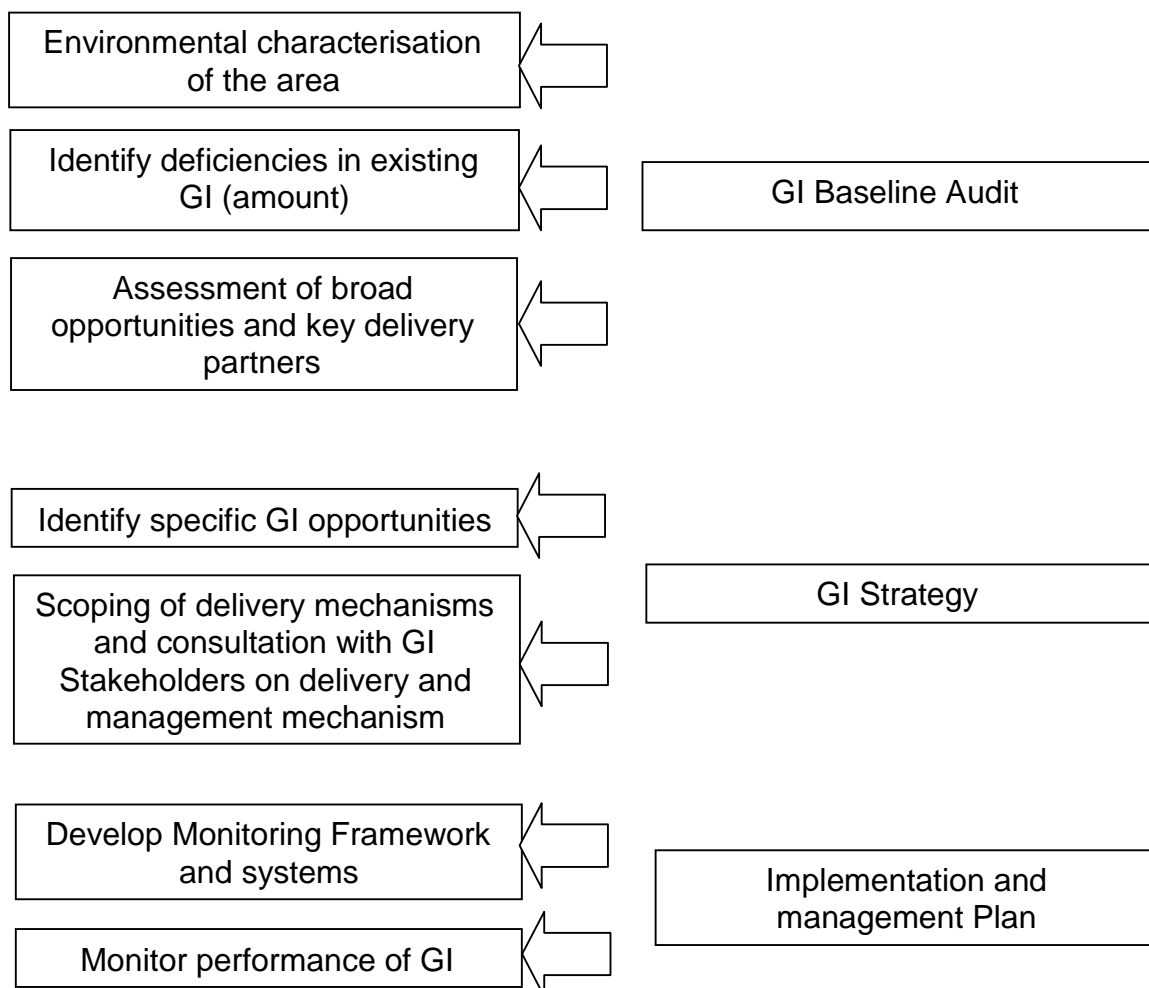 Environmental characterisation
of the area
Identify deficiencies in existing
GI (amount)
GI Baseline Audit
Assessment of broad
opportunities and key delivery
partners
Identify specific GI opportunities
Scoping of delivery mechanisms
and consultation with GI
Stakeholders on delivery and
management mechanism
GI Strategy
Develop Monitoring Framework
and systems
Implementation and
management Plan
Monitor performance of GI